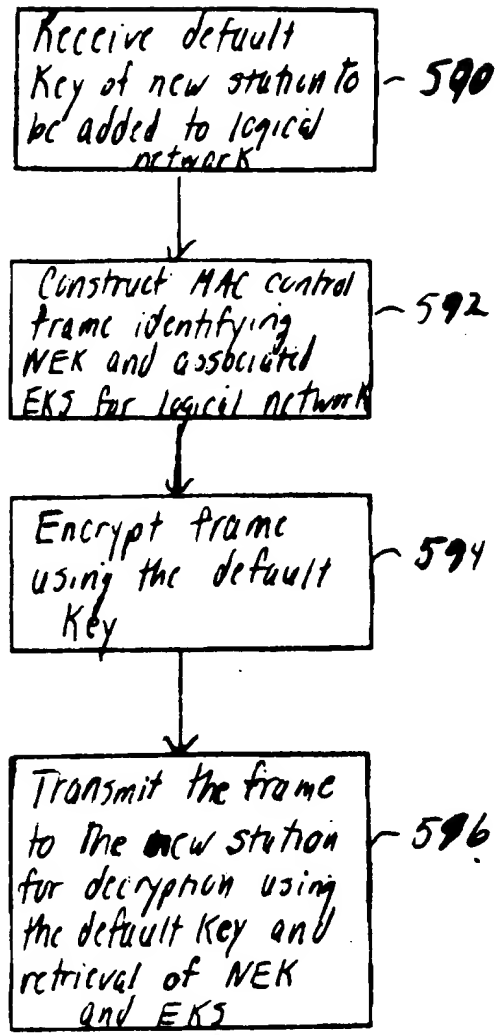 Receive default
Key of new station to
be added to logical
network
590
Construct MAC control
frame identifying
NEK and associated
EKS for logical network
592
Encrypt frame
using the default
Key
594
Transmit the frame
to the new station
for decryption using
the default Key and
retrieval of NEK
and EKS
596